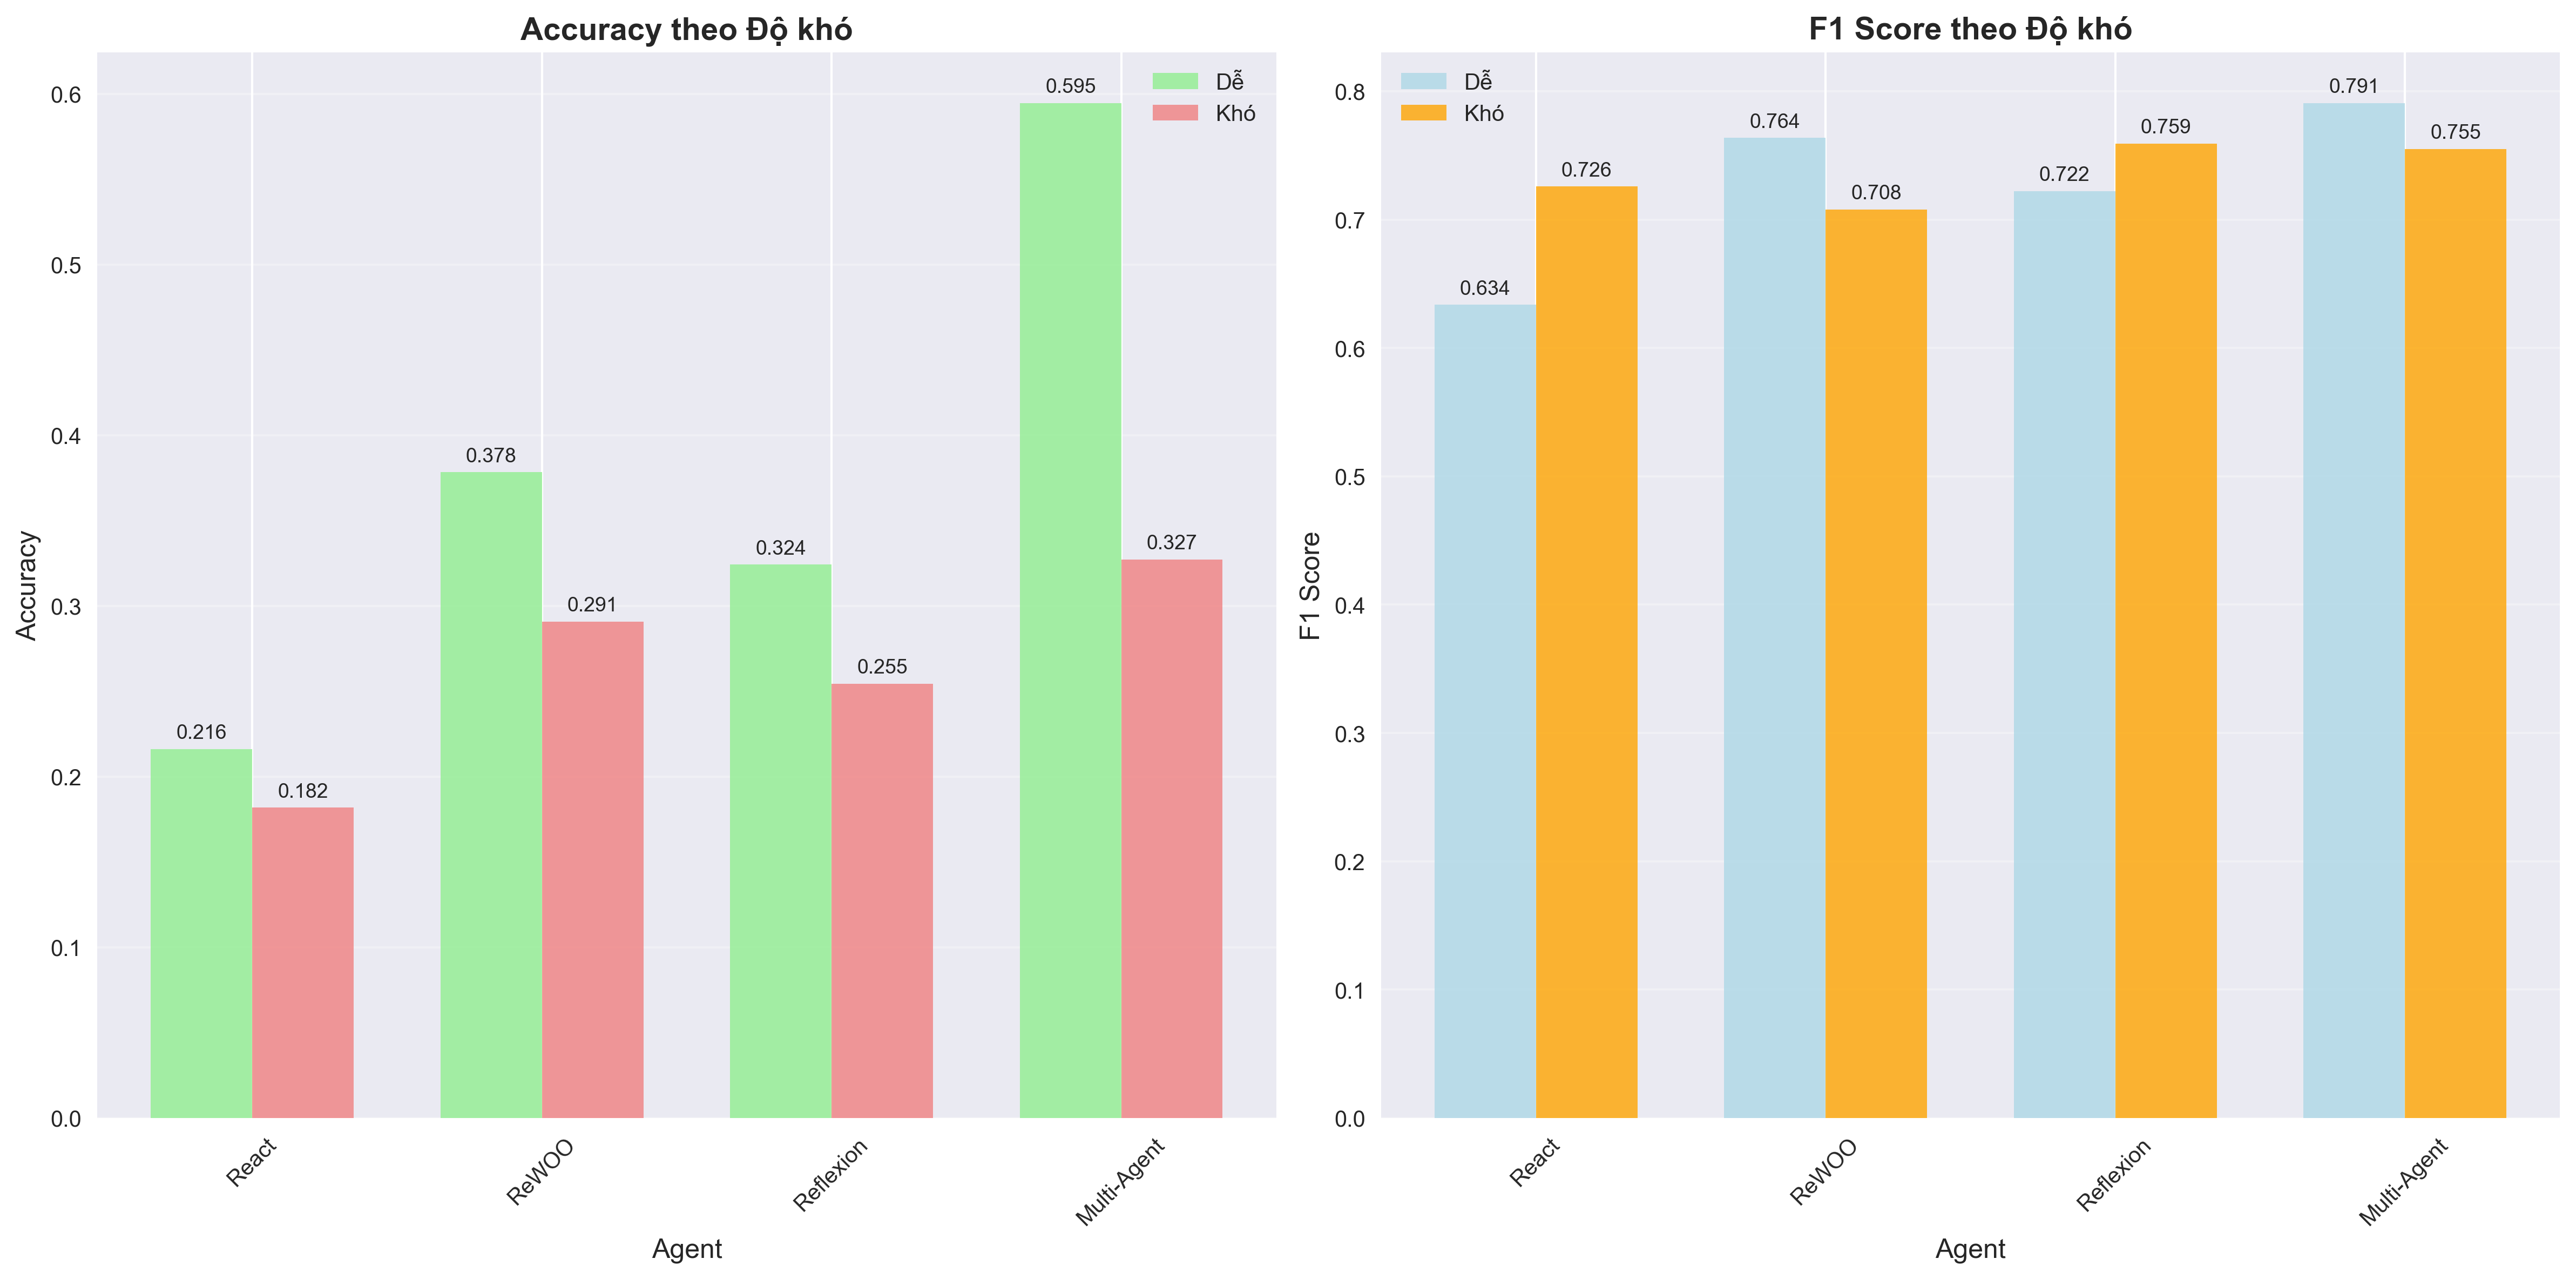 Accuracy theo Độ khó
Dễ
Khó
0.595
0.378
0.324
0.327
0.291
0.255
0.216
0.182
0.6
0.5
0.4
0.3
0.2
0.1
0.0
Accuracy
React
ReWOO
Reflexion
Multi-Agent
Agent
F1 Score theo Độ khó
Dễ
Khó
0.791
0.764
0.759
0.755
0.726
0.722
0.708
0.634
0.8
0.7
0.6
0.5
0.4
0.3
0.2
0.1
0.0
F1 Score
React
ReWOO
Reflexion
Multi-Agent
Agent